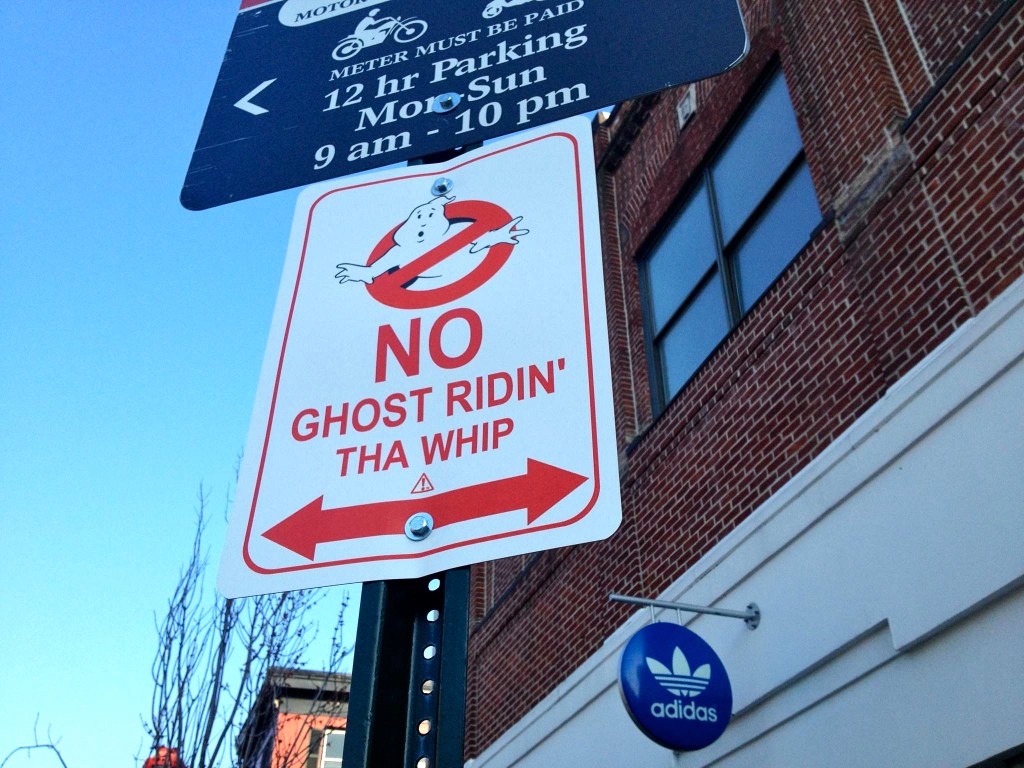 METER MUST BE PAID
12 hr Parking
Mon-Sun
9 am - 10 pm
NO
GHOST RIDIN'
THA WHIP
adidas